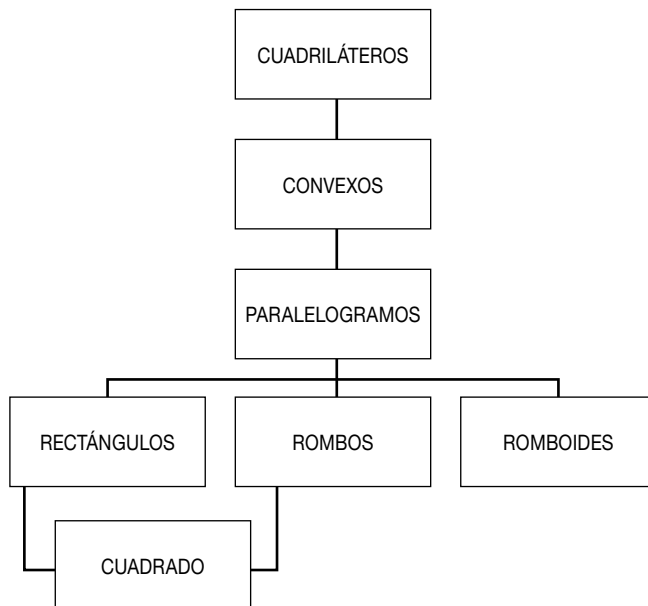 CUADRILÁTEROS
CONVEXOS
PARALELOGRAMOS
RECTÁNGULOS
ROMBOS
ROMBOIDES
CUADRADO